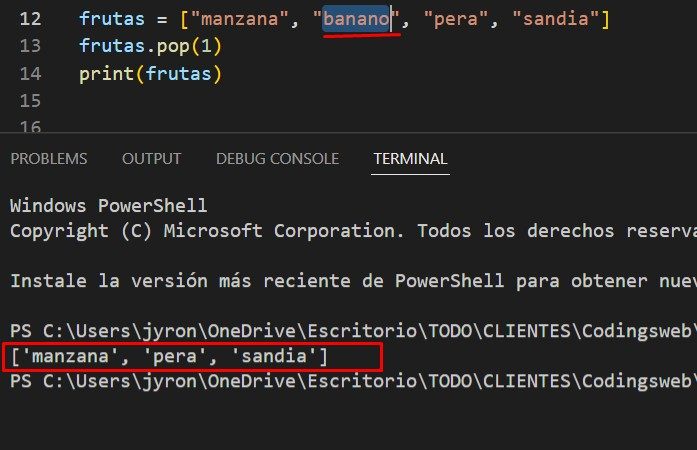 12 frutas = ["manzana", "banano", "pera", "sandia"]
13 frutas.pop(1)
14 print(frutas)
15
16
PROBLEMS OUTPUT DEBUG CONSOLE TERMINAL
Windows PowerShell
Copyright (C) Microsoft Corporation. Todos los derechos reserva
Instale la versión más reciente de PowerShell para obtener nuev
PS C:\Users\jyron\OneDrive\Escritorio\TODO\CLIENTES\Codingsweb
['manzana', 'pera', 'sandia']
PS C:\Users\jyron\OneDrive\Escritorio\TODO\CLIENTES\Codingsweb